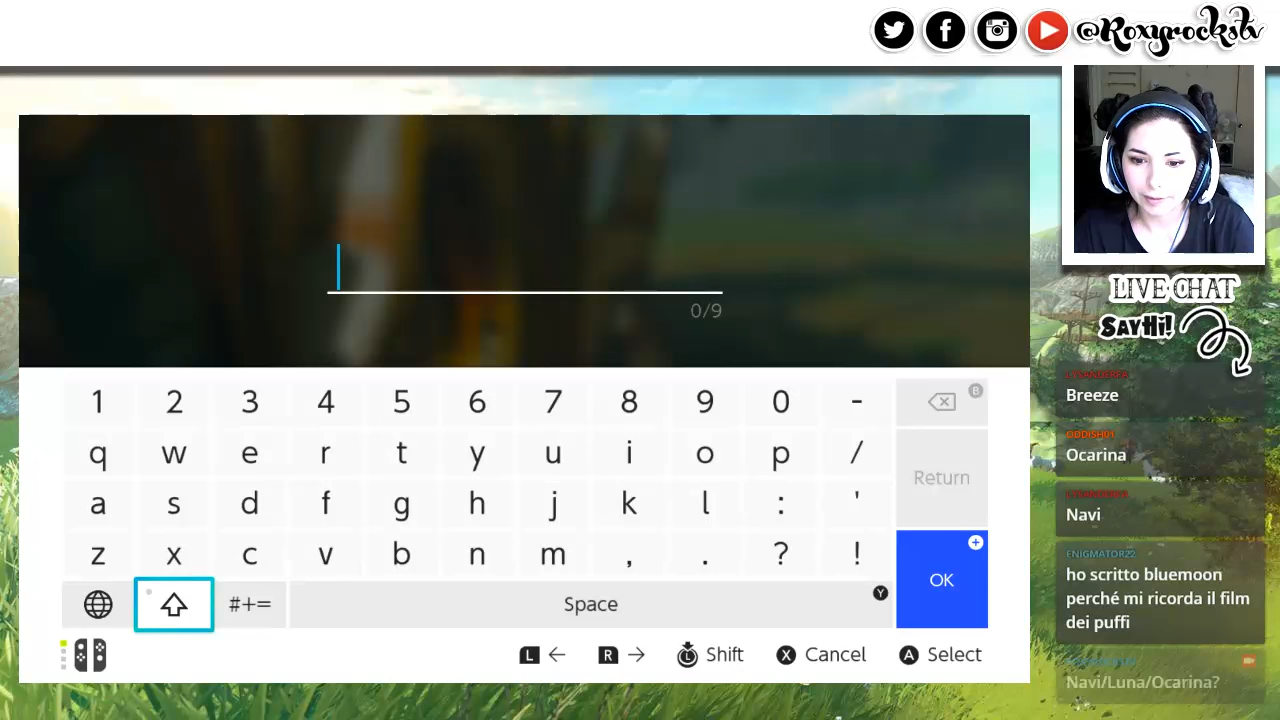 @Roxyrockstv
0/9
1 2 3 4 5 6 7 8 9 0 -
q w e r t y u i o p /
Return
a s d f g h j k l : '
z x c v b n m , . ? !
OK
#+=
Space
Y
L ← R → L Shift X Cancel A Select
LIVE CHAT
SAY HI!
Breeze
ODDISH01
Ocarina
Navi
ENIGMATOR22
ho scritto bluemoon
perché mi ricorda il film
dei puffi
Navi/Luna/Ocarina?